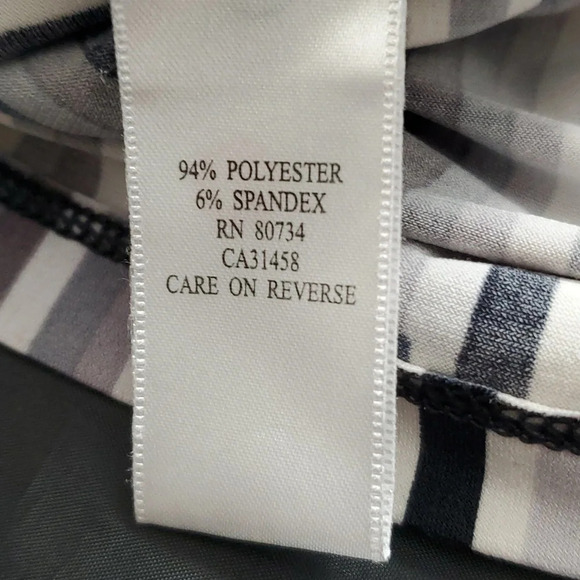 94% POLYESTER
6% SPANDEX
RN 80734
CA31458
CARE ON REVERSE